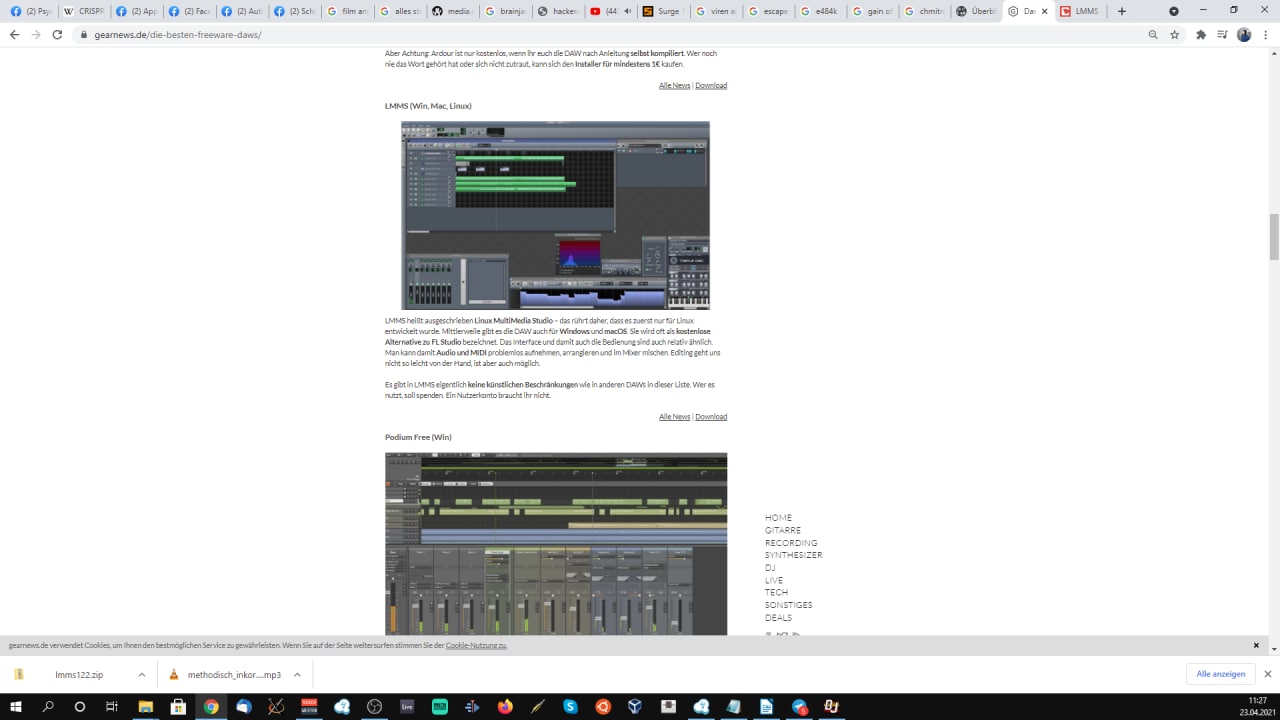 (2) Psyc
CRISPR
(2) App
(2) Face
(2) Auto
(2) Sch
film an
alles st
media.
brainja
hacken
(44
Surge S
viren a
escape
e484k
gain of
chmitr
Überbl
Das
LMMS
gearnews.de/die-besten-freeware-daws/
Aber Achtung: Ardour ist nur kostenlos, wenn ihr euch die DAW nach Anleitung selbst kompiliert. Wer noch
nie das Wort gehört hat oder sich nicht zutraut, kann sich den Installer für mindestens 1€ kaufen.
Alle News | Download
LMMS (Win, Mac, Linux)
LMMS heißt ausgeschrieben Linux MultiMedia Studio – das rührt daher, dass es zuerst nur für Linux
entwickelt wurde. Mittlerweile gibt es die DAW auch für Windows und macOS. Sie wird oft als kostenlose
Alternative zu FL Studio bezeichnet. Das Interface und damit auch die Bedienung sind auch relativ ähnlich.
Man kann damit Audio und MIDI problemlos aufnehmen, arrangieren und im Mixer mischen. Editing geht uns
nicht so leicht von der Hand, ist aber auch möglich.
Es gibt in LMMS eigentlich keine künstlichen Beschränkungen wie in anderen DAWs in dieser Liste. Wer es
nutzt, soll spenden. Ein Nutzerkonto braucht ihr nicht.
Alle News | Download
Podium Free (Win)
HOME
GITARRE
RECORDING
SYNTHESIZER
DJ
LIVE
TECH
SONSTIGES
DEALS
gearnews.de verwendet Cookies, um Ihnen den bestmöglichen Service zu gewährleisten. Wenn Sie auf der Seite weitersurfen stimmen Sie der Cookie-Nutzung zu.
lmms122.zip
methodisch_inkor....mp3
Alle anzeigen
Live
11:27
23.04.2021